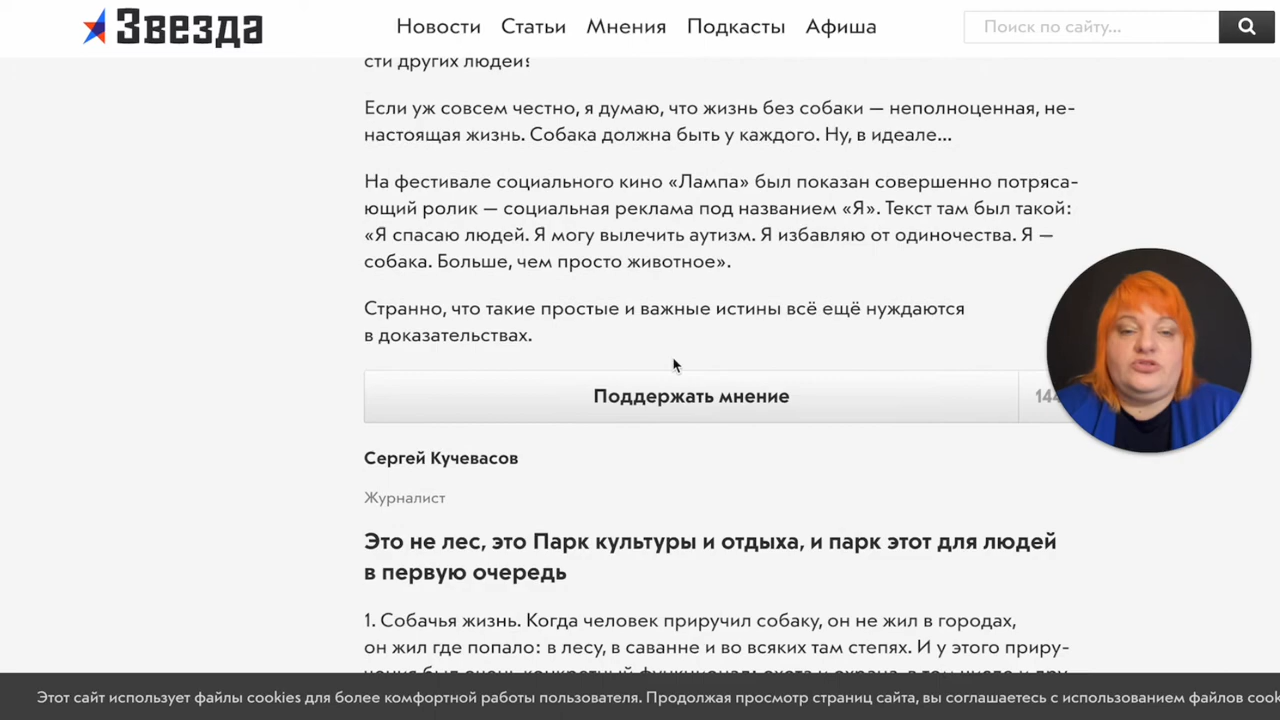 Звезда
Новости Статьи Мнения Подкасты Афиша
Поиск по сайту...
сти других людей?
Если уж совсем честно, я думаю, что жизнь без собаки — неполноценная, не-
настоящая жизнь. Собака должна быть у каждого. Ну, в идеале...
На фестивале социального кино «Лампа» был показан совершенно потряса-
ющий ролик — социальная реклама под названием «Я». Текст там был такой:
«Я спасаю людей. Я могу вылечить аутизм. Я избавляю от одиночества. Я —
собака. Больше, чем просто животное».
Странно, что такие простые и важные истины всё ещё нуждаются
в доказательствах.
Поддержать мнение
Сергей Кучевасов
Журналист
Это не лес, это Парк культуры и отдыха, и парк этот для людей
в первую очередь
1. Собачья жизнь. Когда человек приручил собаку, он не жил в городах,
он жил где попало: в лесу, в саванне и во всяких там степях. И у этого приру-
Этот сайт использует файлы cookies для более комфортной работы пользователя. Продолжая просмотр страниц сайта, вы соглашаетесь с использованием файлов cook